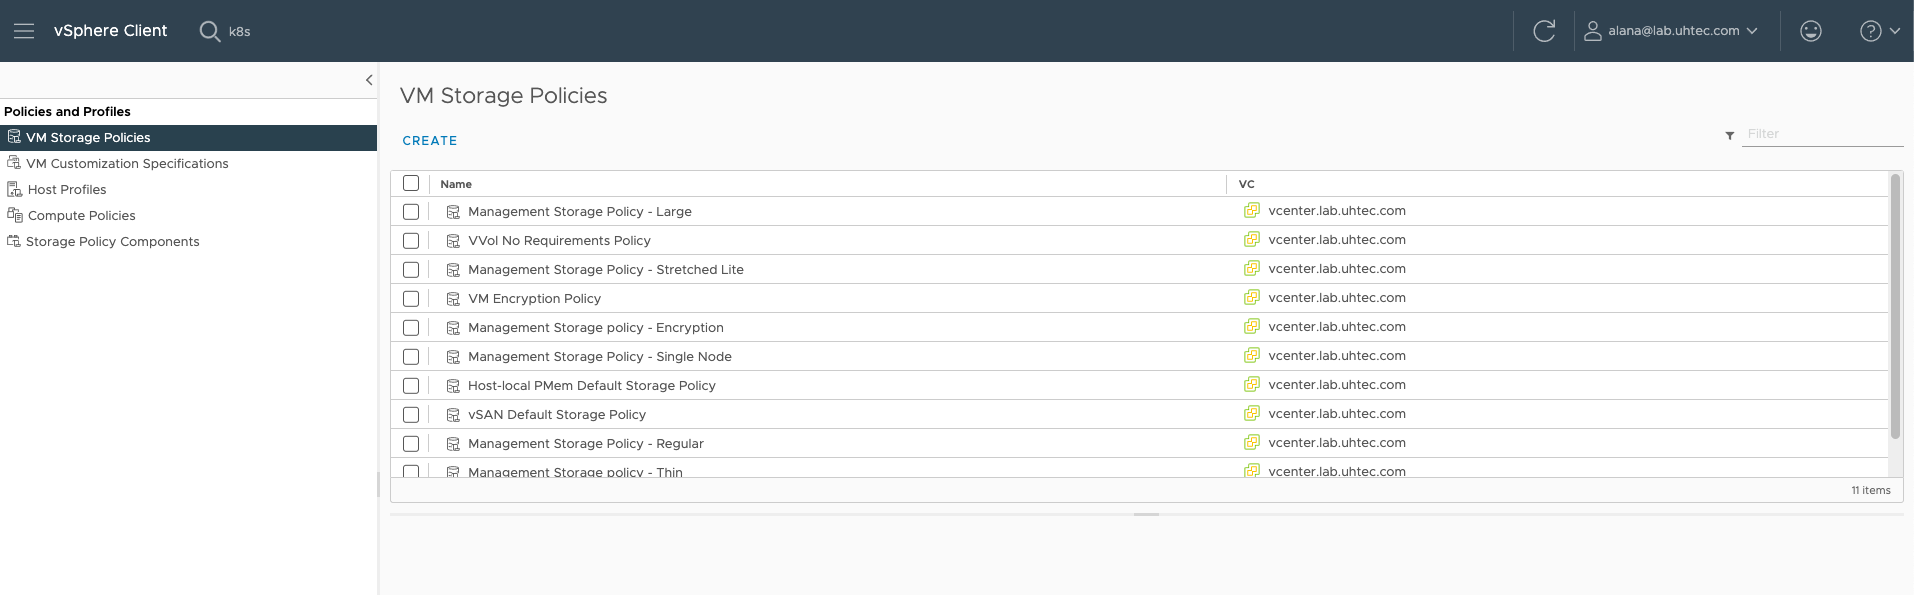 vSphere Client k8s alana@lab.uhtec.com
Policies and Profiles
VM Storage Policies
VM Customization Specifications
Host Profiles
Compute Policies
Storage Policy Components
VM Storage Policies
CREATE
Filter
Name VC
Management Storage Policy - Large vcenter.lab.uhtec.com
VVol No Requirements Policy vcenter.lab.uhtec.com
Management Storage Policy - Stretched Lite vcenter.lab.uhtec.com
VM Encryption Policy vcenter.lab.uhtec.com
Management Storage policy - Encryption vcenter.lab.uhtec.com
Management Storage Policy - Single Node vcenter.lab.uhtec.com
Host-local PMem Default Storage Policy vcenter.lab.uhtec.com
vSAN Default Storage Policy vcenter.lab.uhtec.com
Management Storage Policy - Regular vcenter.lab.uhtec.com
Management Storage policy - Thin vcenter.lab.uhtec.com
11 items